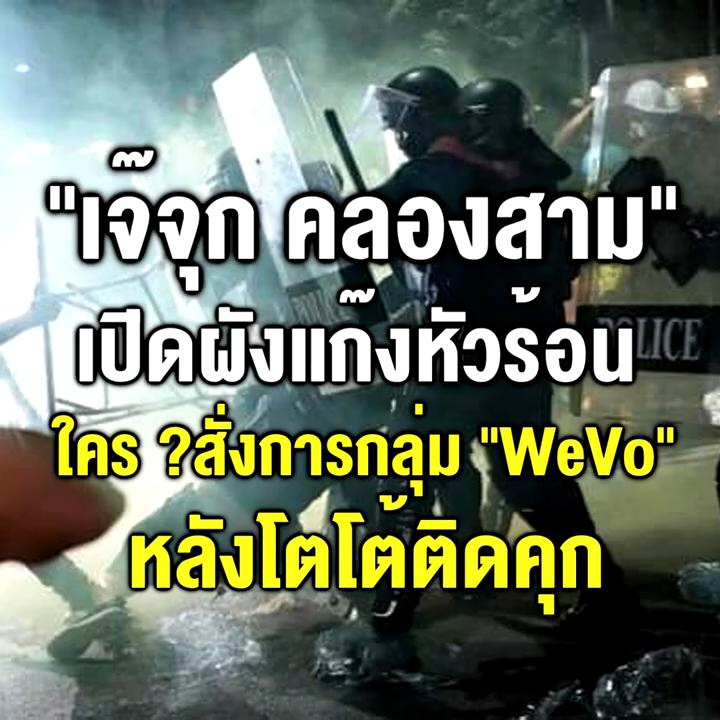 "เจ๊จุก คลองสาม"
เปิดผังแก๊งหัวร้อน
ใคร ?สั่งการกลุ่ม "WeVo"
หลังโตโต้ติดคุก
POLICE